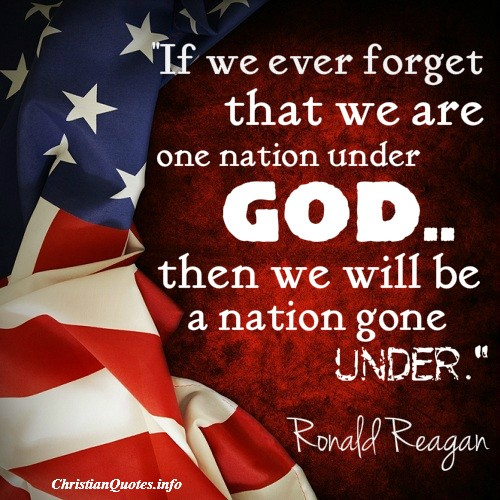 "If we ever forget
that we are
one nation under
GOD..
then we will be
a nation gone
UNDER."
Ronald Reagan
ChristianQuotes.info